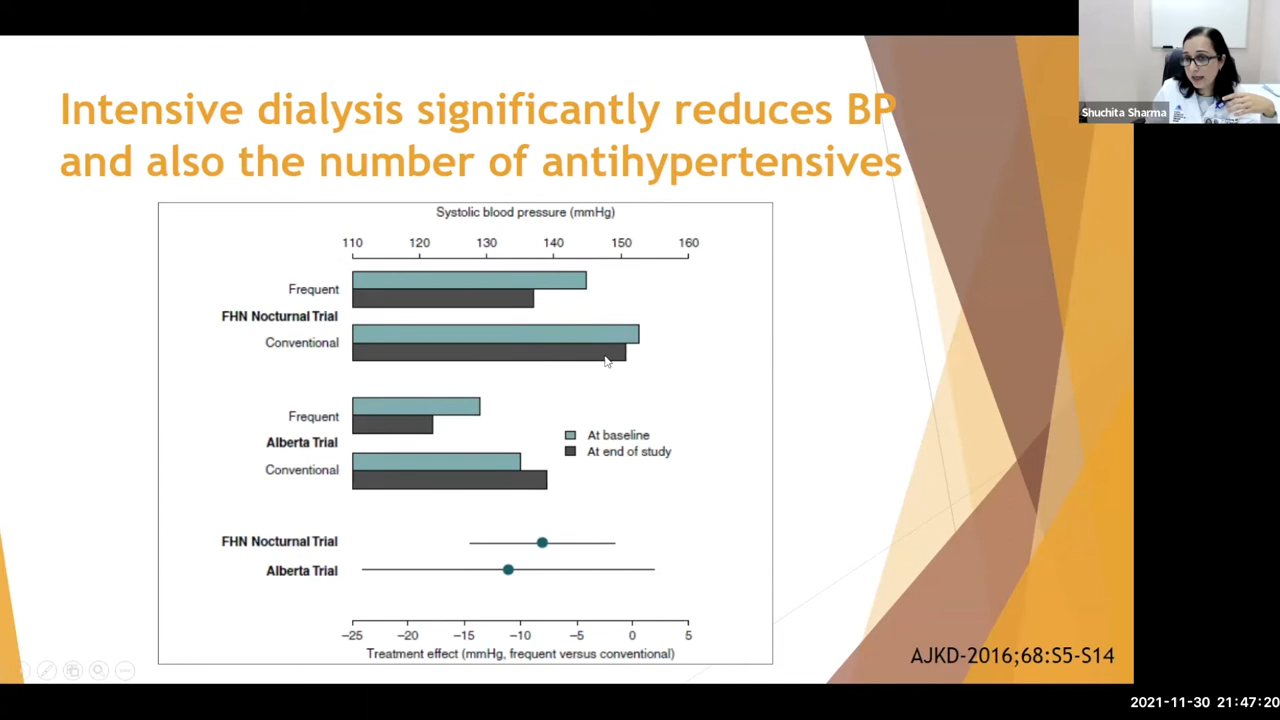 Intensive dialysis significantly reduces BP
and also the number of antihypertensives
Shuchita Sharma
Systolic blood pressure (mmHg)
110 120 130 140 150 160
Frequent
FHN Nocturnal Trial
Conventional
Frequent
Alberta Trial
Conventional
At baseline
At end of study
FHN Nocturnal Trial
Alberta Trial
−25 −20 −15 −10 −5 0 5
Treatment effect (mmHg, frequent versus conventional)
AJKD-2016;68:S5-S14
2021-11-30 21:47:20